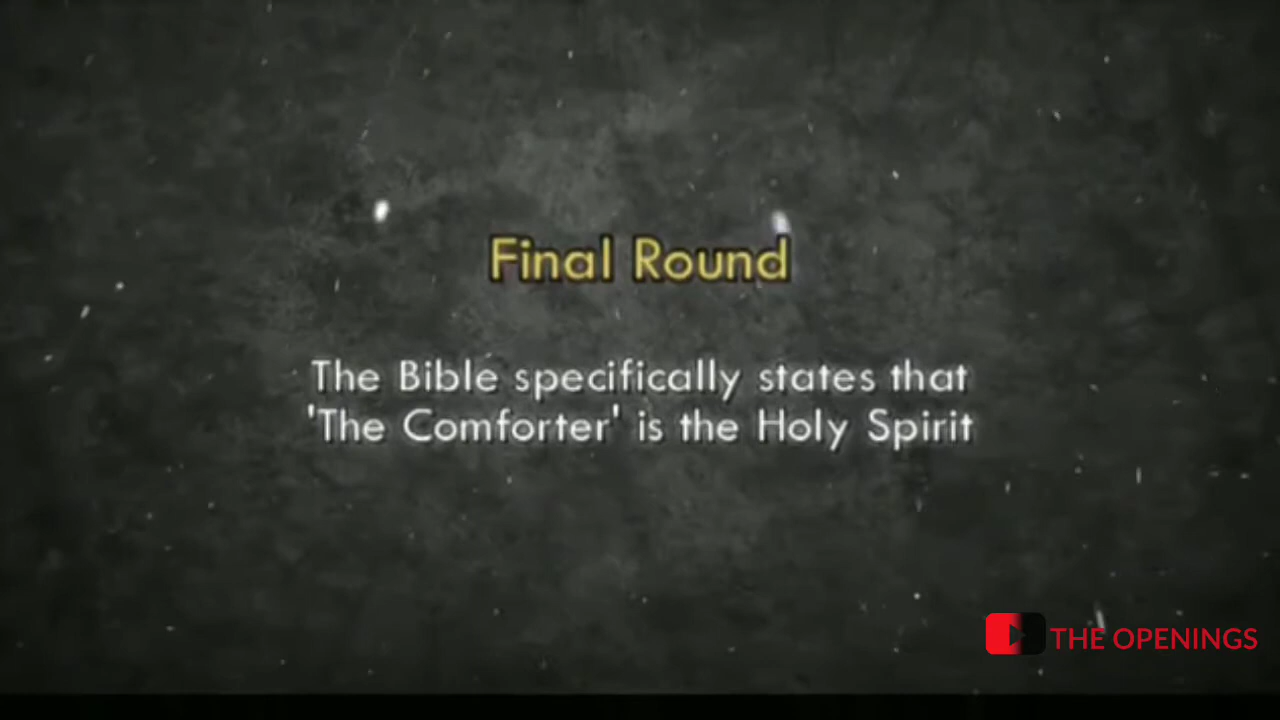 Final Round
The Bible specifically states that
'The Comforter' is the Holy Spirit
THE OPENINGS